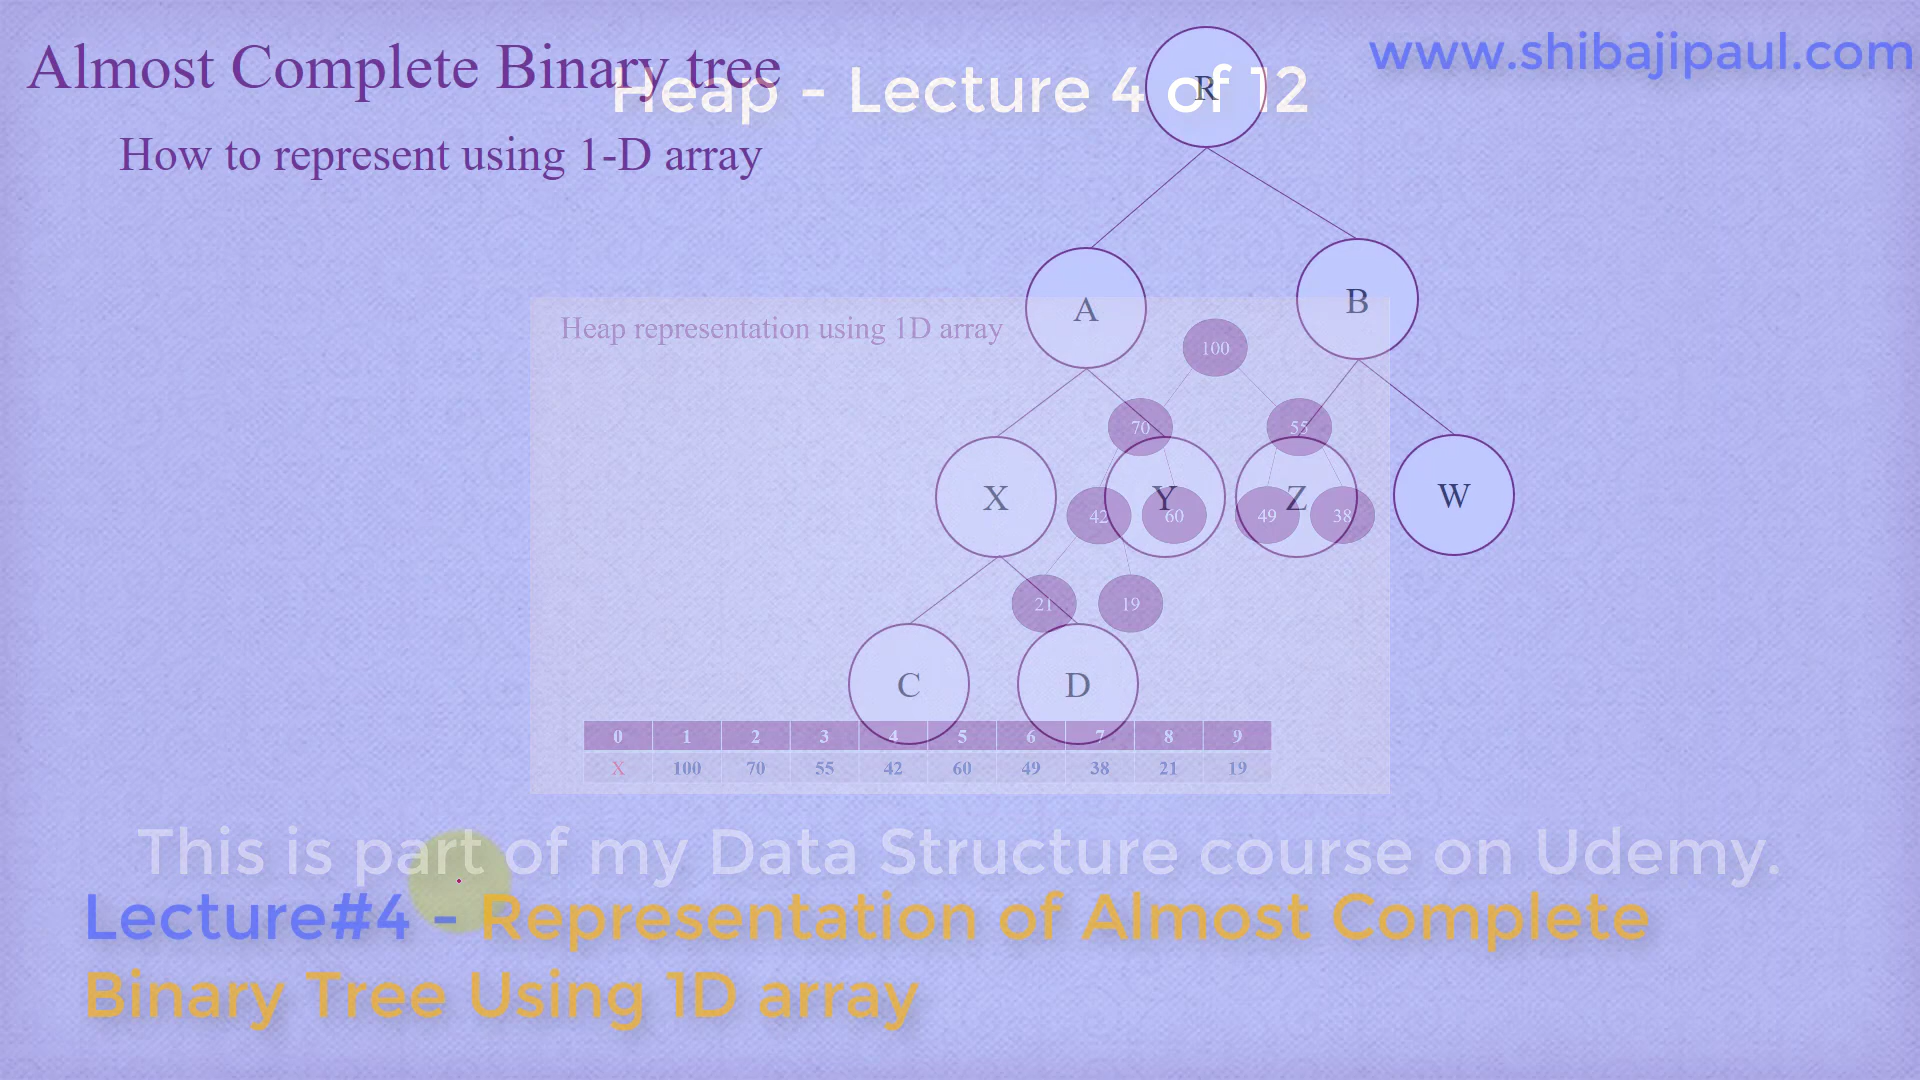 Almost Complete Binary tree
www.shibajipaul.com
Heap - Lecture 4 of 12
R
How to represent using 1-D array
A
B
Heap representation using 1D array
100
70
55
X
Y
Z
W
42
60
49
38
21
19
C
D
0 1 2 3 4 5 6 7 8 9
X 100 70 55 42 60 49 38 21 19
This is part of my Data Structure course on Udemy.
Lecture#4 - Representation of Almost Complete
Binary Tree Using 1D array